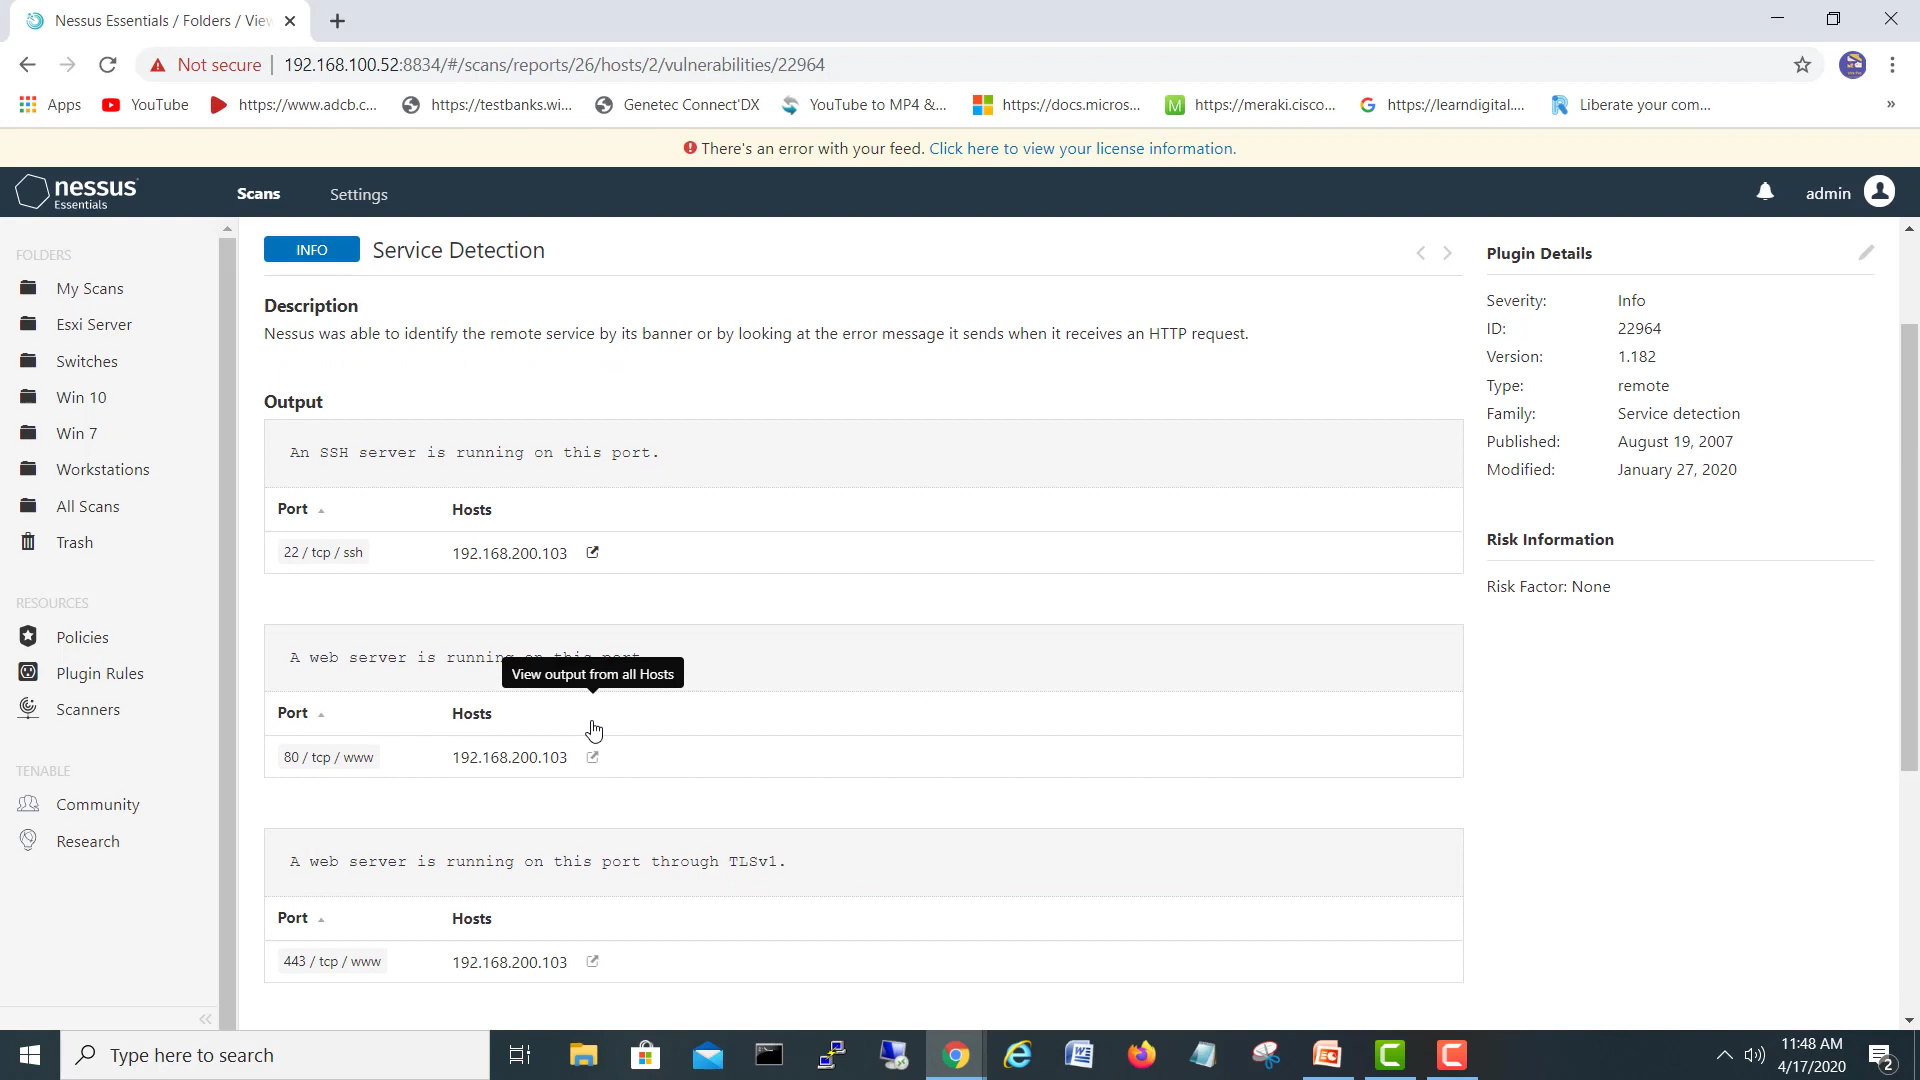 Nessus Essentials / Folders / View
Not secure
192.168.100.52:8834/#/scans/reports/26/hosts/2/vulnerabilities/22964
Apps
YouTube
https://www.adcb.c...
https://testbanks.wi...
Genetec Connect'DX
YouTube to MP4 &...
https://docs.micros...
M
https://meraki.cisco...
https://learndigital....
Liberate your com...
»
There's an error with your feed. Click here to view your license information.
nessus
Essentials
Scans
Settings
admin
FOLDERS
My Scans
Esxi Server
Switches
Win 10
Win 7
Workstations
All Scans
Trash
RESOURCES
Policies
Plugin Rules
Scanners
TENABLE
Community
Research
INFO
Service Detection
Description
Nessus was able to identify the remote service by its banner or by looking at the error message it sends when it receives an HTTP request.
Output
An SSH server is running on this port.
Port
Hosts
22 / tcp / ssh
192.168.200.103
A web server is running on this port.
View output from all Hosts
Port
Hosts
80 / tcp / www
192.168.200.103
A web server is running on this port through TLSv1.
Port
Hosts
443 / tcp / www
192.168.200.103
Plugin Details
Severity: Info
ID: 22964
Version: 1.182
Type: remote
Family: Service detection
Published: August 19, 2007
Modified: January 27, 2020
Risk Information
Risk Factor: None
Type here to search
11:48 AM
4/17/2020
2